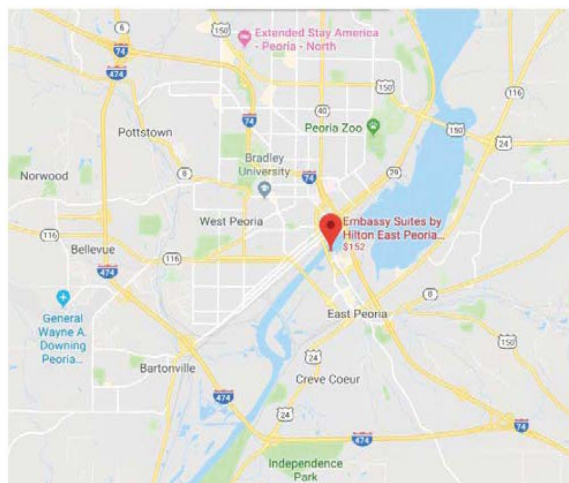 6
150
Extended Stay America
- Peoria - North
74
474
116
40
74
150
Pottstown
Peoria Zoo
150
24
Bradley
University
29
8
74
Norwood
West Peoria
Embassy Suites by
Hilton East Peoria...
$152
116
Bellevue
116
474
8
General
Wayne A.
Downing
Peoria...
East Peoria
150
24
Bartonville
Creve Coeur
474
24
74
474
Independence
Park